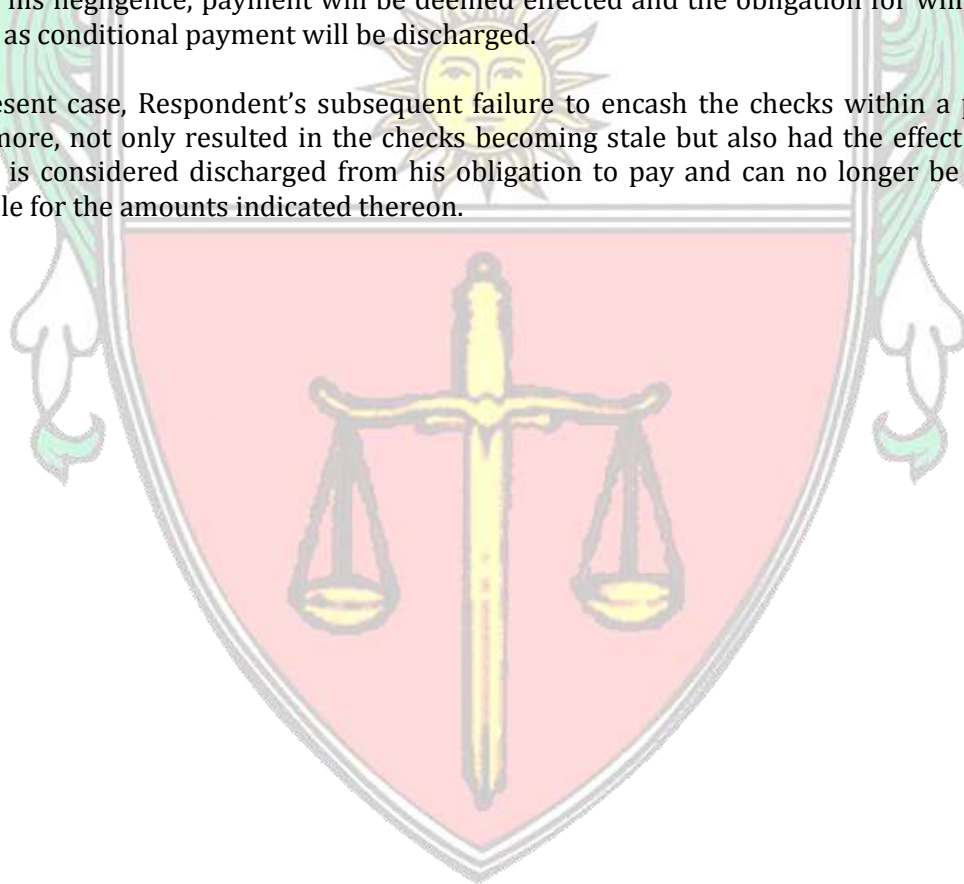 his negligence, payment will be deemed effected and the obligation for
as conditional payment will be discharged.
esent case, Respondent’s subsequent failure to encash the checks within a
more, not only resulted in the checks becoming stale but also had the effect
is considered discharged from his obligation to pay and can no longer be
le for the amounts indicated thereon.